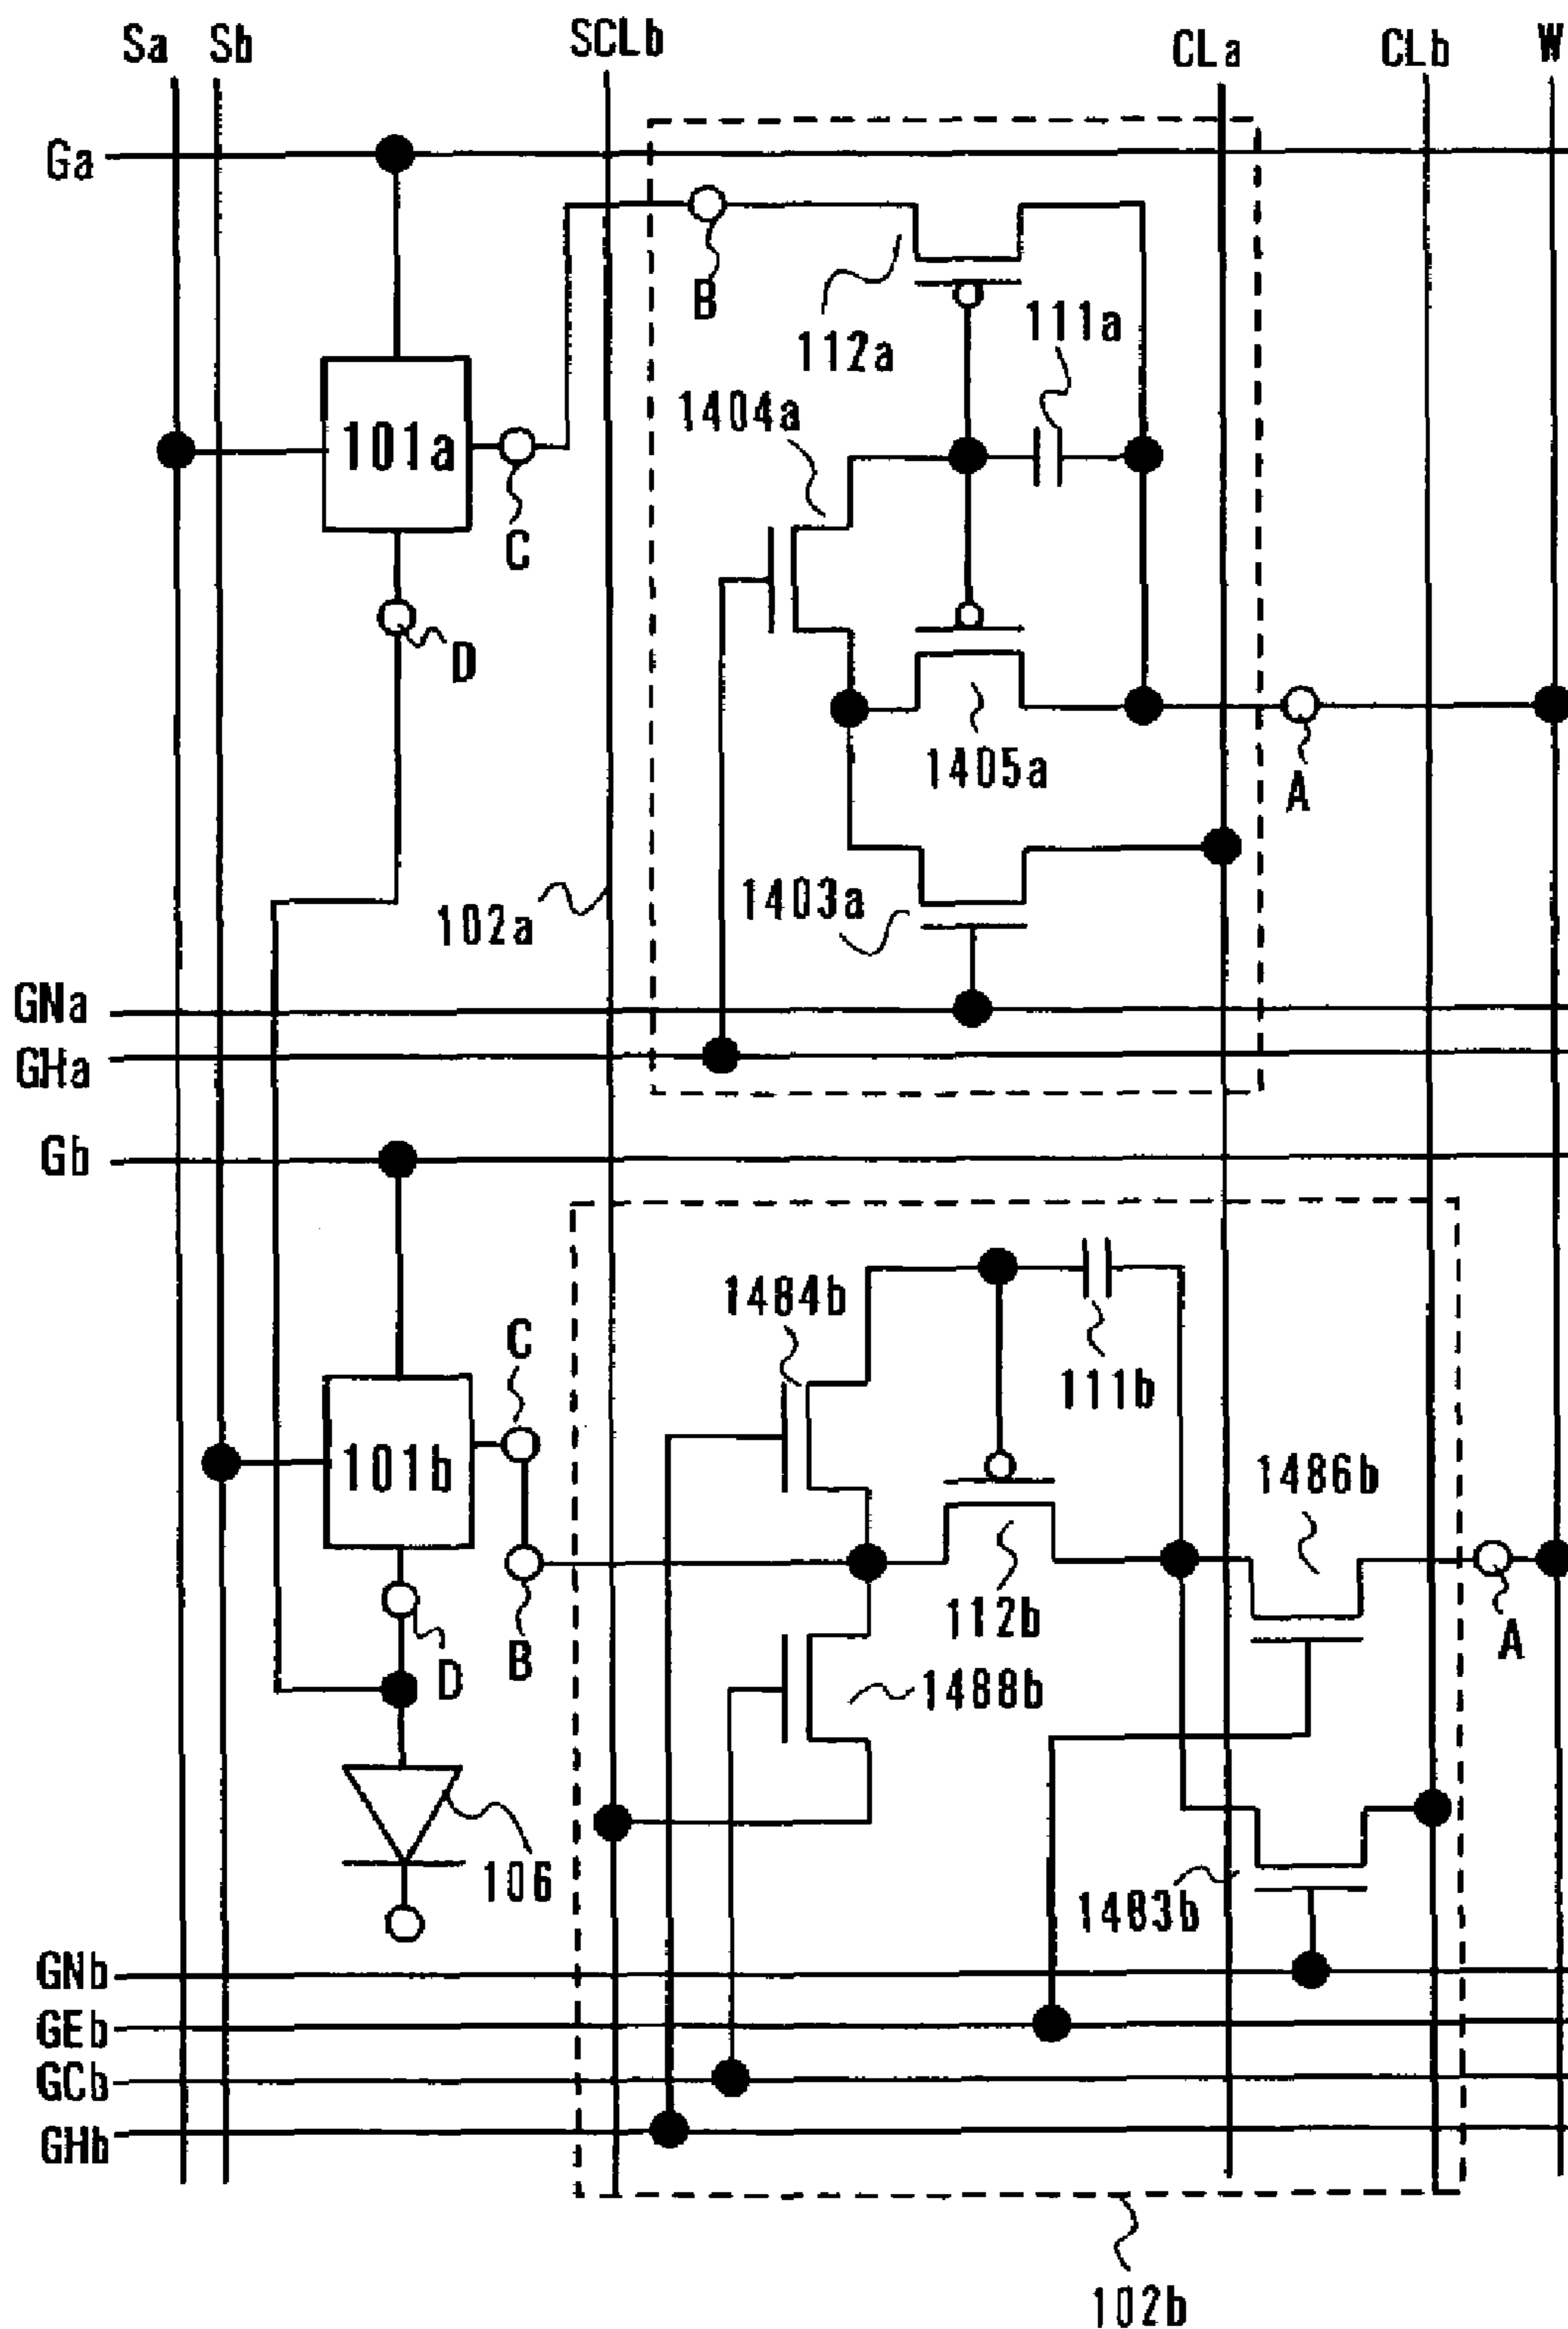 Sa Sb SCLb CLa CLb W
Ga
B
112a
111a
1404a
101a
C
D
1405a
A
1403a
102a
GNa
GHa
Gb
1484b
C
111b
101b
1486b
112b
A
B
D
1488b
106
1483b
GNb
GEb
GCb
GHb
102b